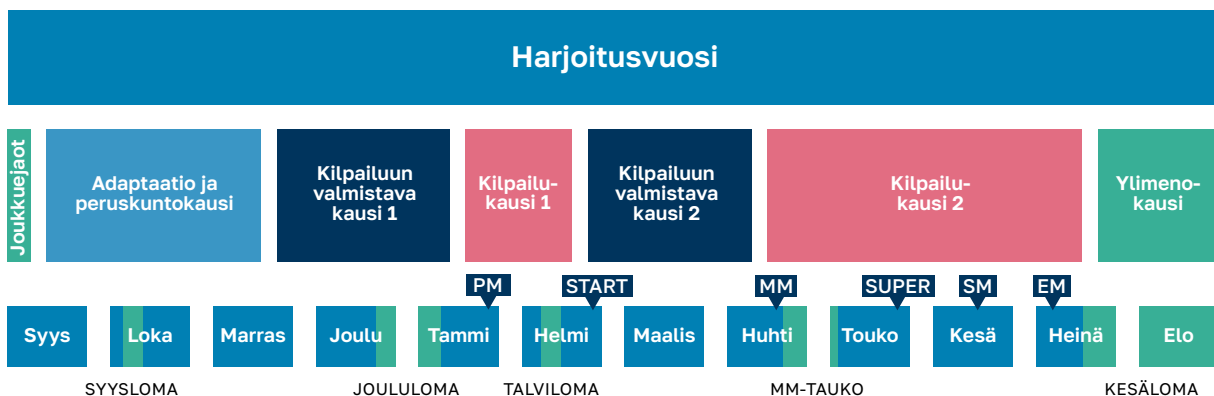 Harjoitusvuosi
Joukkuejaot
Adaptaatio ja
peruskuntokausi
Kilpailuun
valmistava
kausi 1
Kilpailu-
kausi 1
Kilpailuun
valmistava
kausi 2
Kilpailu-
kausi 2
Ylimeno-
kausi
PM
START
MM
SUPER
SM
EM
Syys
Loka
Marras
Joulu
Tammi
Helmi
Maalis
Huhti
Touko
Kesä
Heinä
Elo
SYYSLOMA
JOULULOMA
TALVILOMA
MM-TAUKO
KESÄLOMA